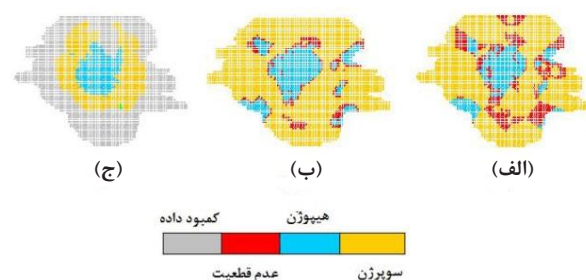 (الف)
(ب)
(ج)
هیپوژن
کمبود داده
سوپرژن
عدم قطعیت